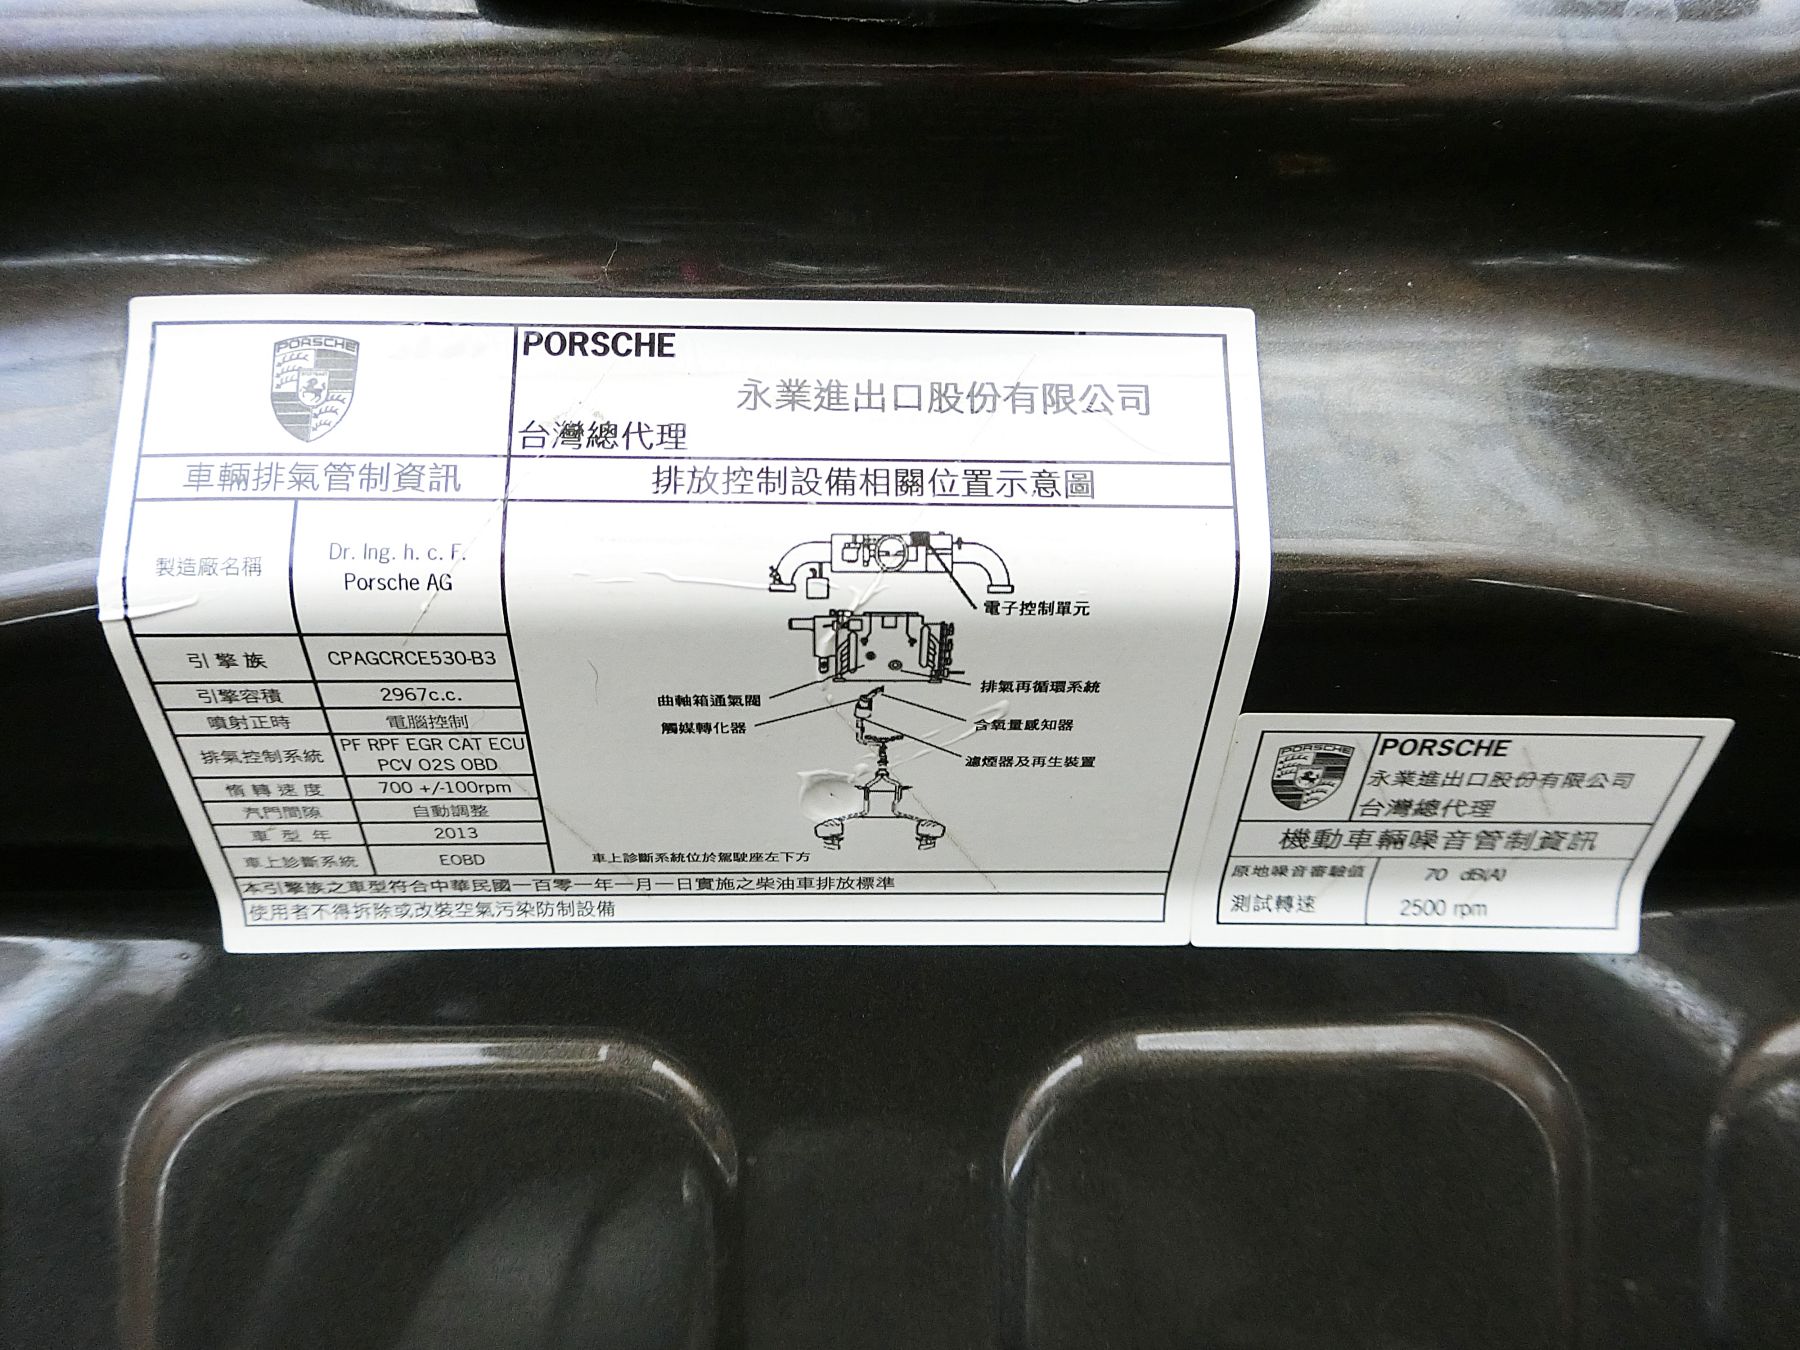 PORSCHE
PORSCHE
永業進出口股份有限公司
台灣總代理
車輛排氣管制資訊
排放控制設備相關位置示意圖
製造廠名稱
Dr. Ing. h. c. F.
Porsche AG
引擎族 CPAGCRCE530-B3
引擎容積 2967c.c.
噴射正時 電腦控制
排氣控制系統 PF RPF EGR CAT ECU
PCV O2S OBD
惰轉速度 700 +/-100rpm
汽門間隙 自動調整
車型年 2013
車上診斷系統 EOBD
電子控制單元
曲軸箱通氣閥
排氣再循環系統
觸媒轉化器
含氧量感知器
濾煙器及再生裝置
車上診斷系統位於駕駛座左下方
本引擎族之車型符合中華民國一百零一年一月一日實施之柴油車排放標準
使用者不得拆除或改裝空氣污染防制設備
PORSCHE
PORSCHE
永業進出口股份有限公司
台灣總代理
機動車輛噪音管制資訊
原地噪音審驗值 70 dB(A)
測試轉速 2500 rpm